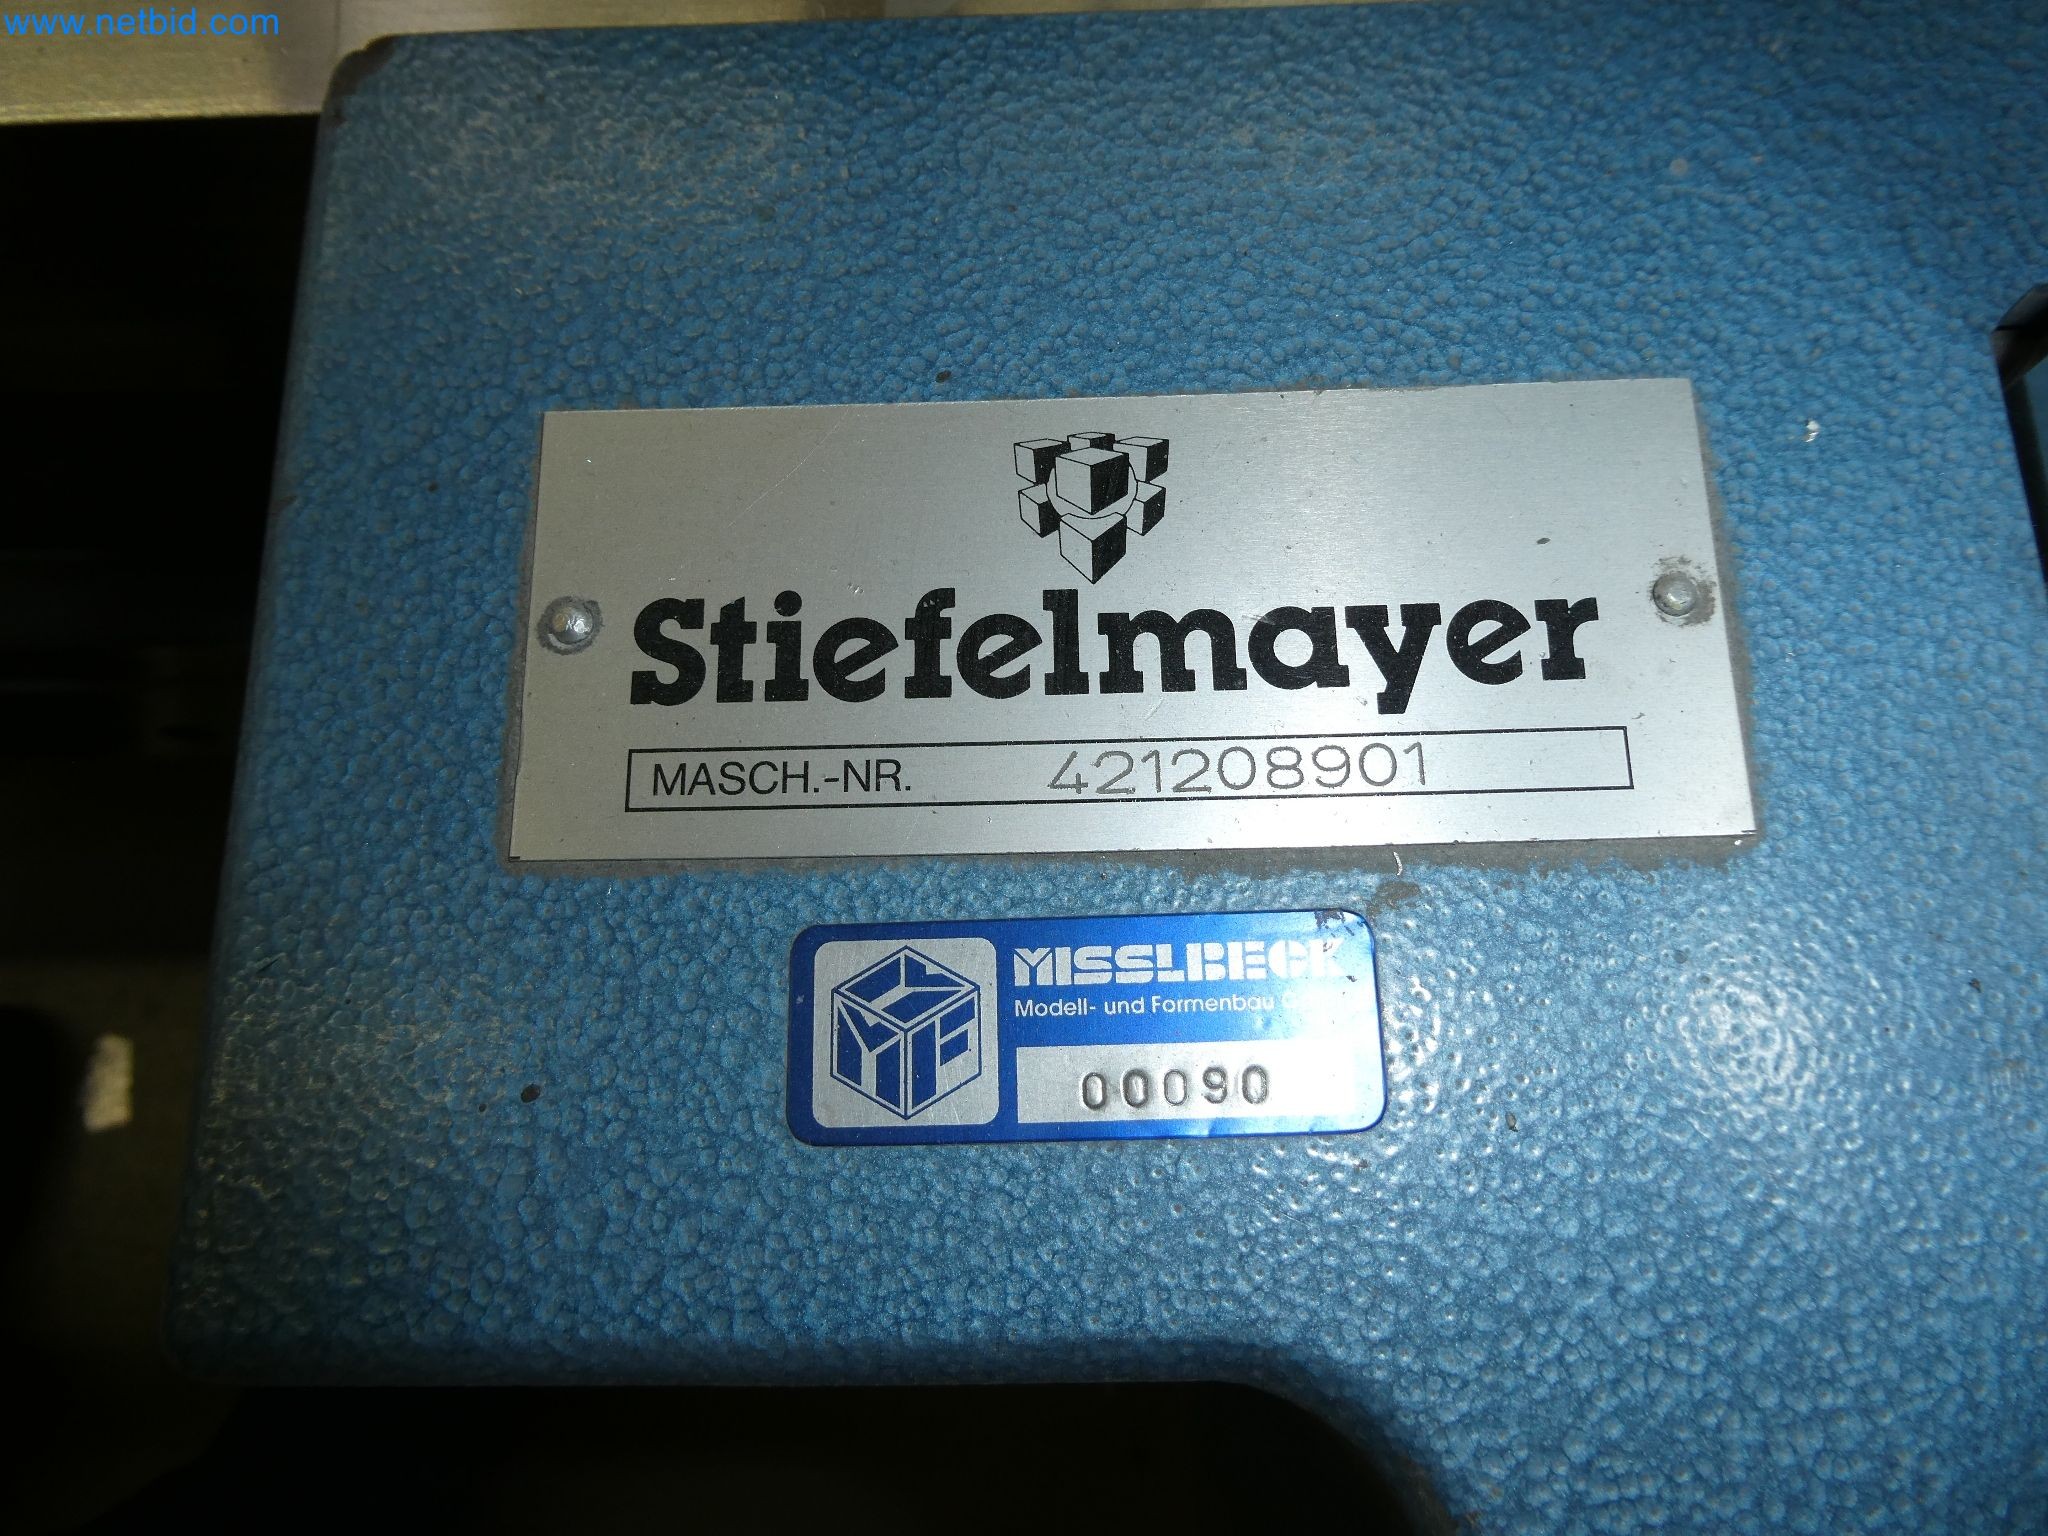 www.netbid.com
Stiefelmayer
MASCH.-NR. 421208901
MISSLBECK
Modell- und Formenbau
00090